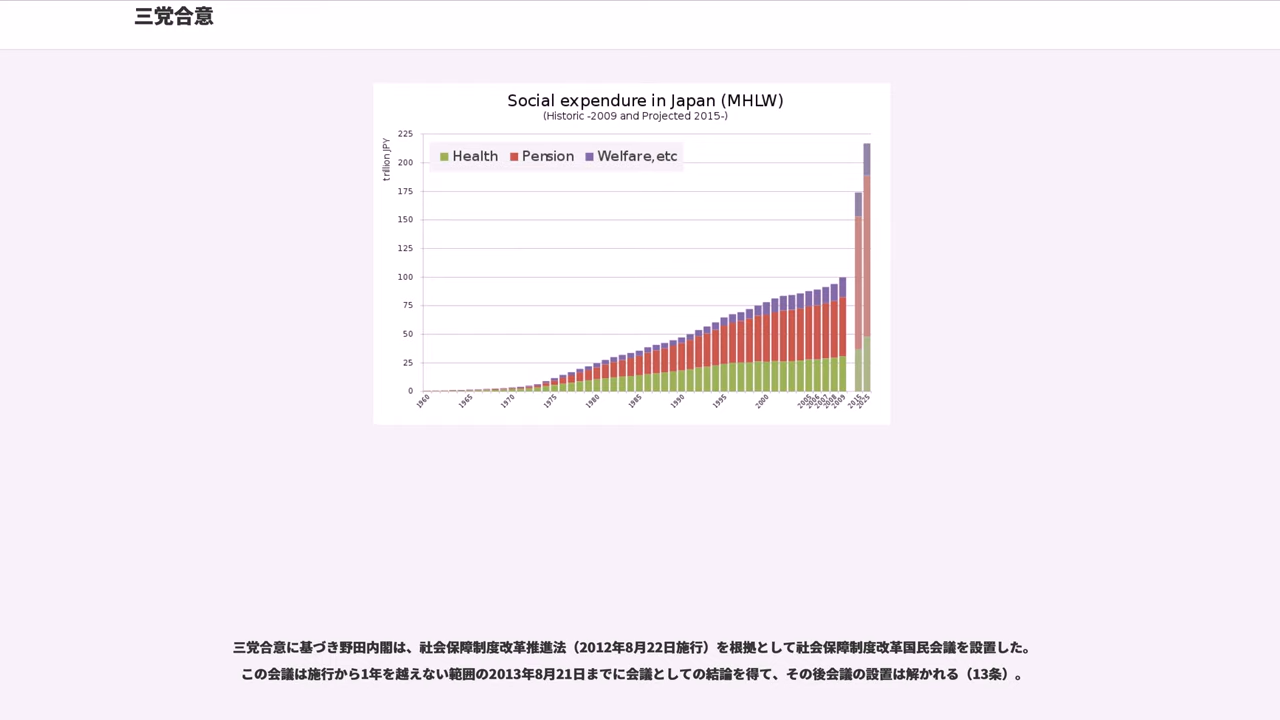 三党合意
Social expendure in Japan (MHLW)
(Historic -2009 and Projected 2015-)
trillion JPY
225
200
175
150
125
100
75
50
25
0
Health
Pension
Welfare,etc
1960
1965
1970
1975
1980
1985
1990
1995
2000
2005
2006
2007
2008
2009
2015
2025
三党合意に基づき野田内閣は、社会保障制度改革推進法（2012年8月22日施行）を根拠として社会保障制度改革国民会議を設置した。
この会議は施行から1年を越えない範囲の2013年8月21日までに会議としての結論を得て、その後会議の設置は解かれる（13条）。